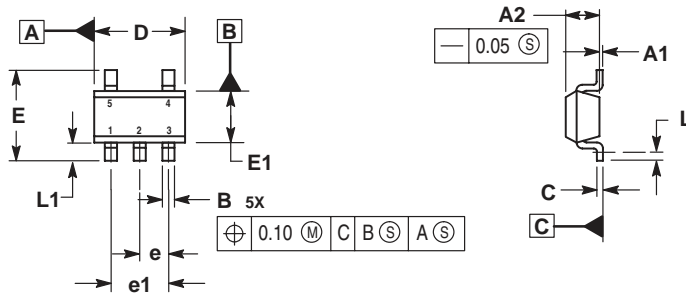 A
D
B
A2
— 0.05 Ⓢ
A1
E
5 4
1 2 3
E1
L1
L
B 5X
C
⌖ 0.10 Ⓜ C B Ⓢ A Ⓢ
C
e
e1